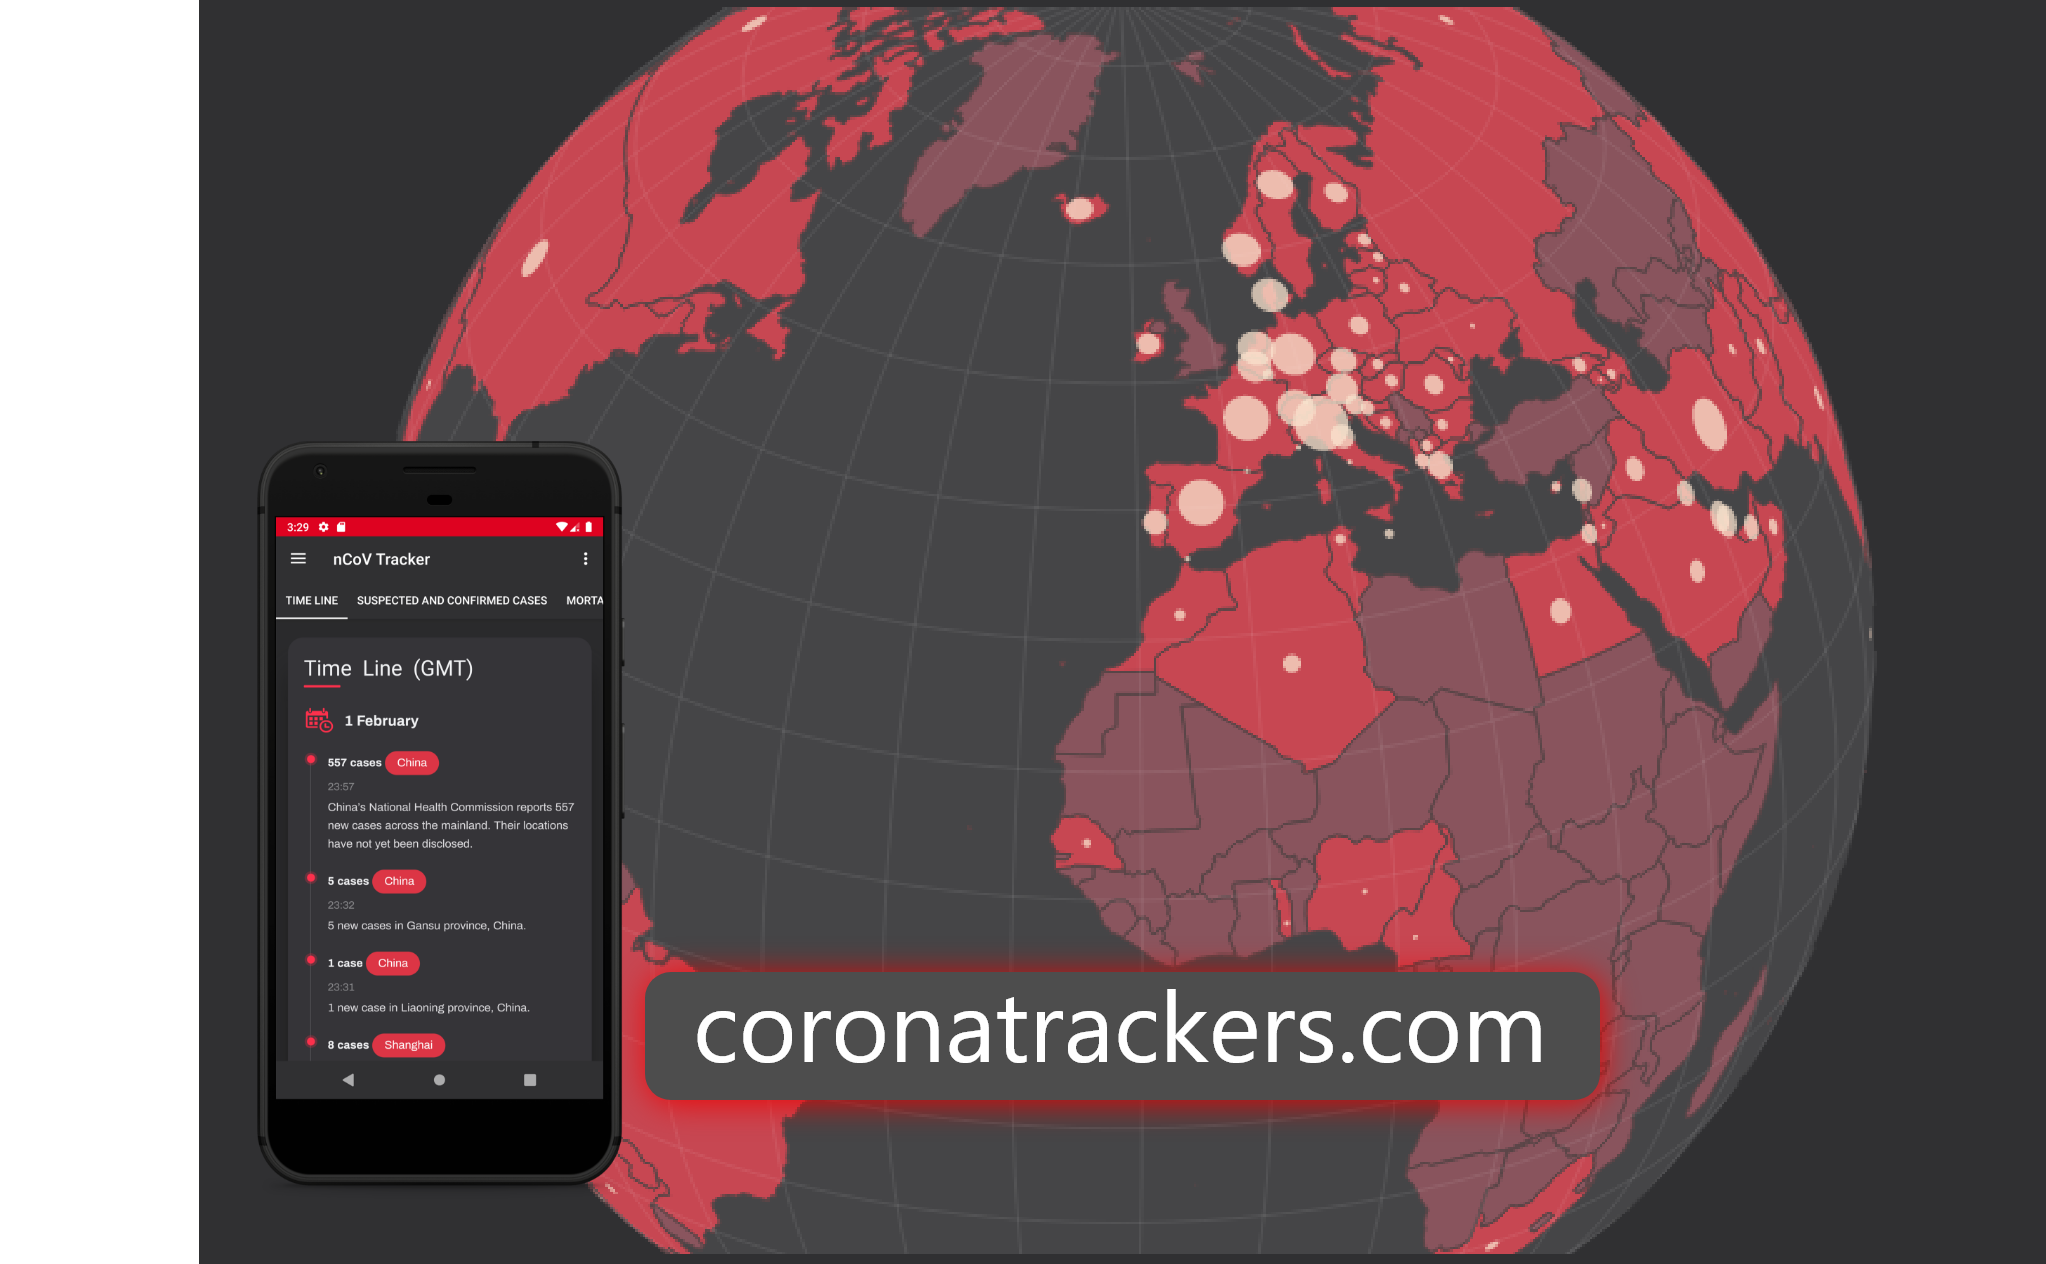 3:29
nCoV Tracker
TIME LINE SUSPECTED AND CONFIRMED CASES MORTA
Time Line (GMT)
1 February
557 cases China
23:57
China's National Health Commission reports 557
new cases across the mainland. Their locations
have not yet been disclosed.
5 cases China
23:32
5 new cases in Gansu province, China.
1 case China
23:31
1 new case in Liaoning province, China.
8 cases Shanghai
coronatrackers.com